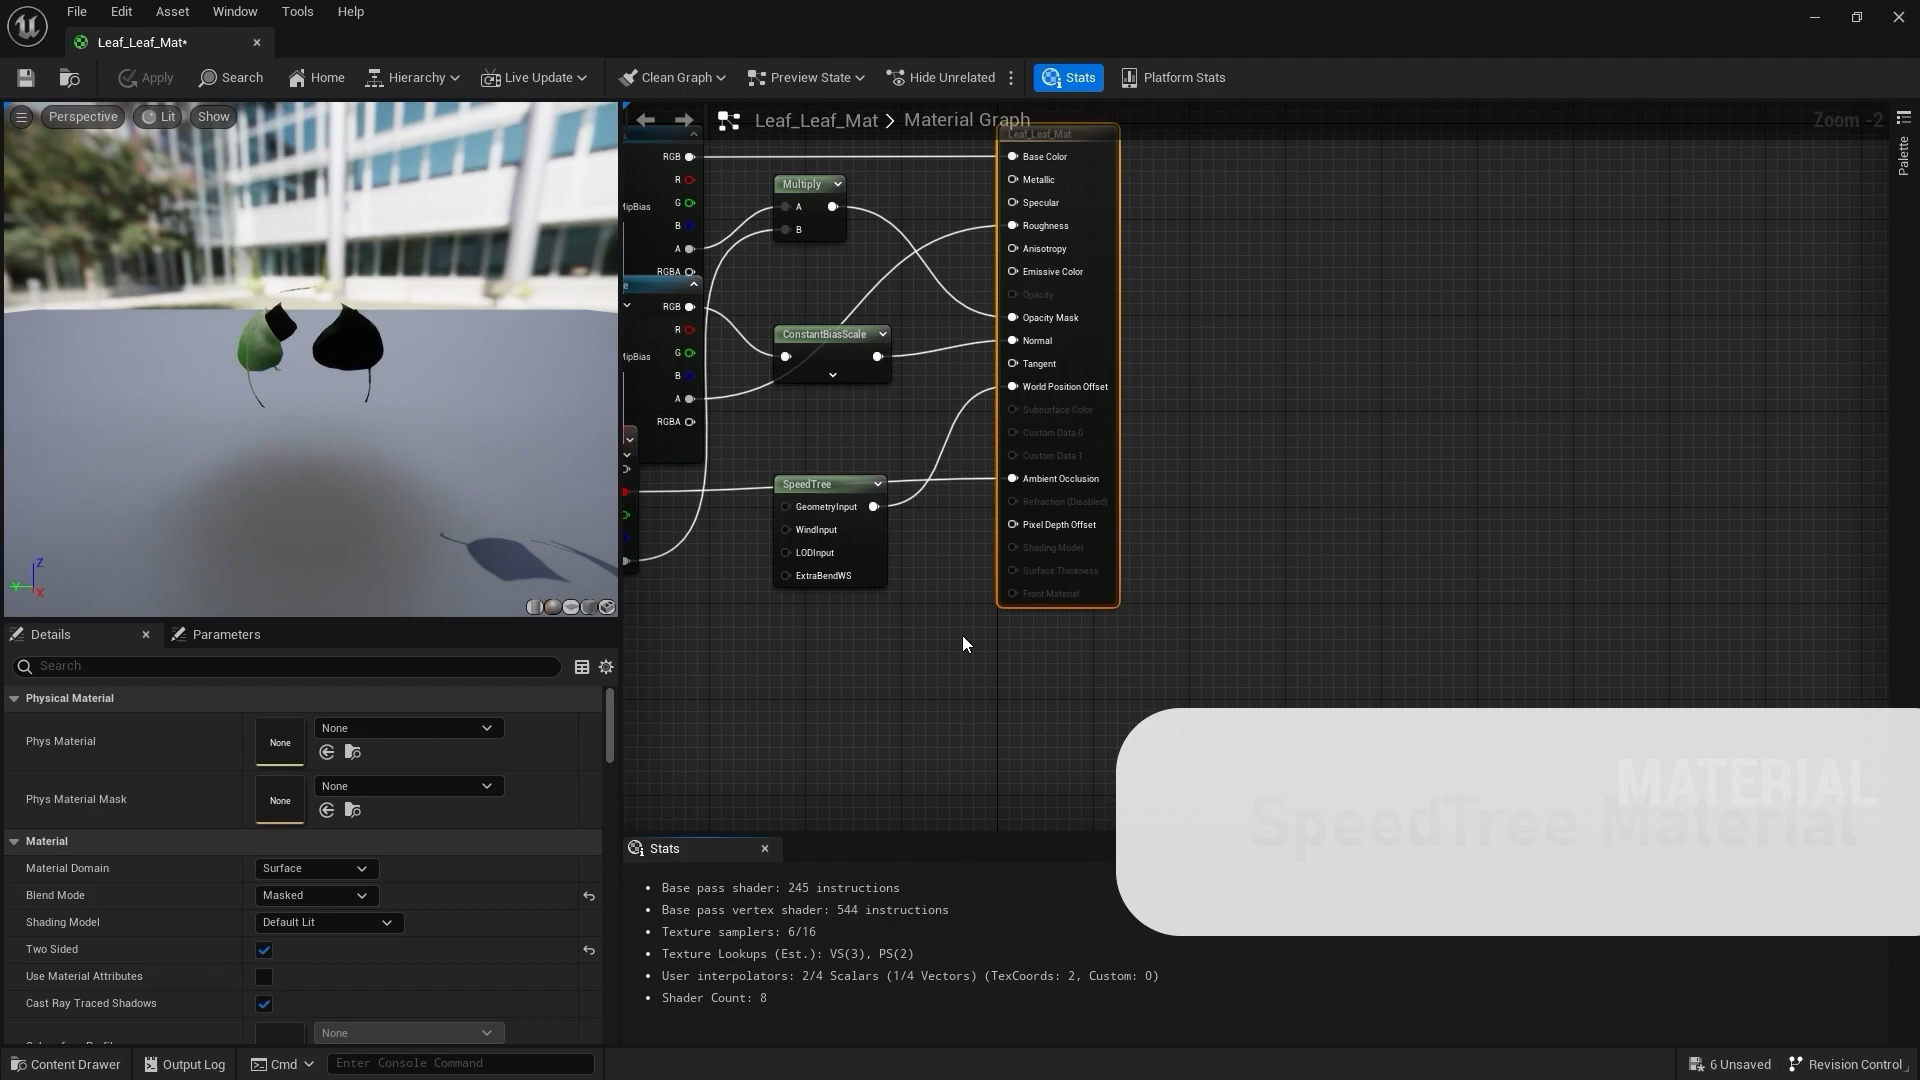 File Edit Asset Window Tools Help
Leaf_Leaf_Mat*
Apply Search Home Hierarchy Live Update Clean Graph Preview State Hide Unrelated Stats Platform Stats
Perspective Lit Show
Leaf_Leaf_Mat > Material Graph
Zoom -2
Palette
RGB
R
G
B
A
RGBA
MipBias
RGB
R
G
B
A
RGBA
MipBias
Multiply
A
B
ConstantBiasScale
SpeedTree
GeometryInput
WindInput
LODInput
ExtraBendWS
Leaf_Leaf_Mat
Base Color
Metallic
Specular
Roughness
Anisotropy
Emissive Color
Opacity
Opacity Mask
Normal
Tangent
World Position Offset
Subsurface Color
Custom Data 0
Custom Data 1
Ambient Occlusion
Refraction (Disabled)
Pixel Depth Offset
Shading Model
Surface Thickness
Front Material
Z
Y
X
Details
Parameters
Search
Physical Material
Phys Material None None
Phys Material Mask None None
Material
Material Domain Surface
Blend Mode Masked
Shading Model Default Lit
Two Sided
Use Material Attributes
Cast Ray Traced Shadows
None
MATERIAL
SpeedTree Material
Stats
• Base pass shader: 245 instructions
• Base pass vertex shader: 544 instructions
• Texture samplers: 6/16
• Texture Lookups (Est.): VS(3), PS(2)
• User interpolators: 2/4 Scalars (1/4 Vectors) (TexCoords: 2, Custom: 0)
• Shader Count: 8
Content Drawer Output Log Cmd Enter Console Command 6 Unsaved Revision Control